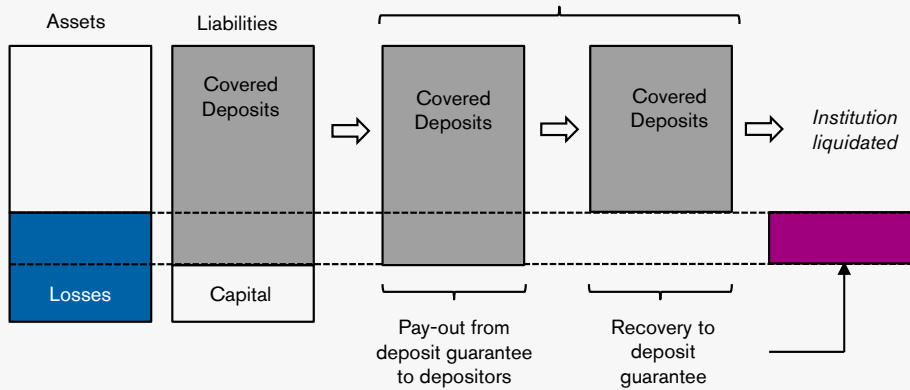 Assets
Liabilities
Covered
Deposits
Covered
Deposits
Covered
Deposits
Institution
liquidated
Losses
Capital
Pay-out from
deposit guarantee
to depositors
Recovery to
deposit
guarantee